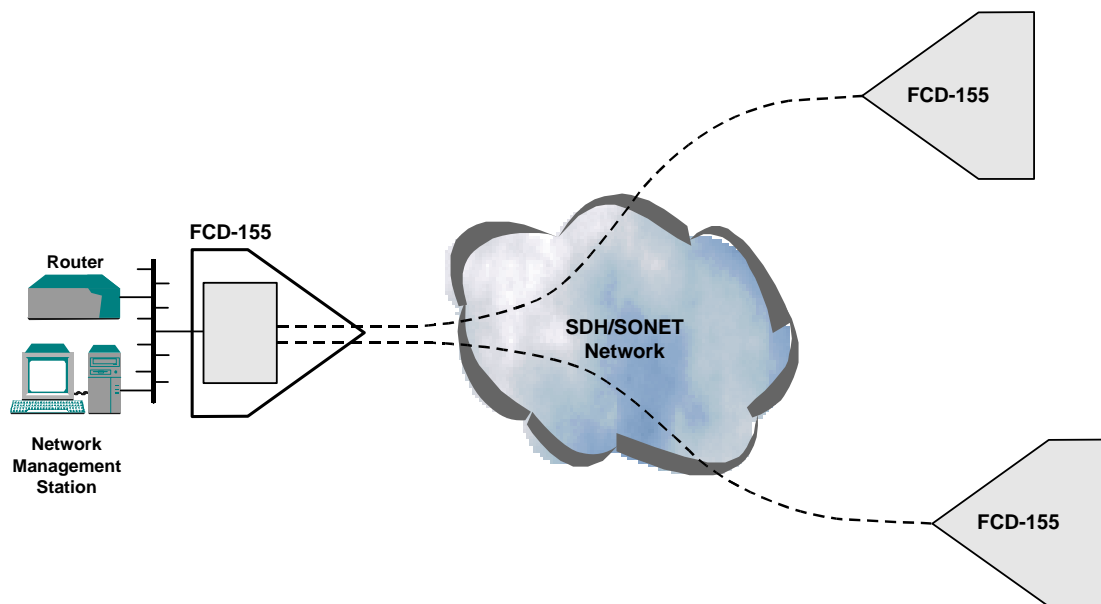 FCD-155
FCD-155
Router
SDH/SONET
Network
Network
Management
Station
FCD-155